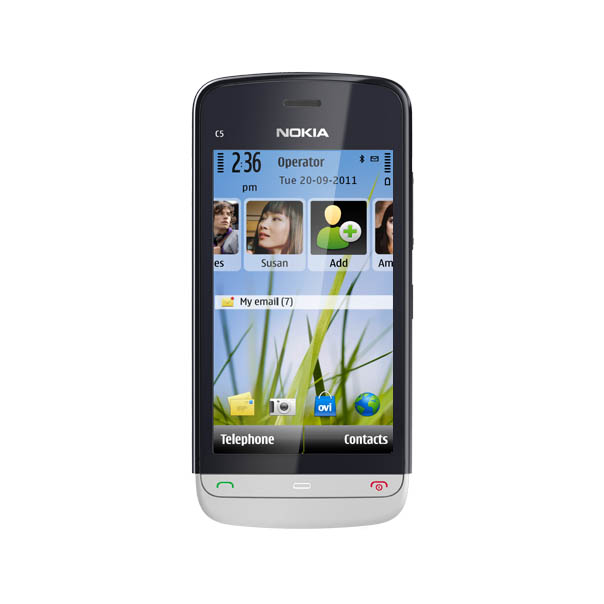 C5
NOKIA
2:36 pm
Operator
Tue 20-09-2011
es
Susan
Add
Am
My email (7)
ovi
Telephone
Contacts